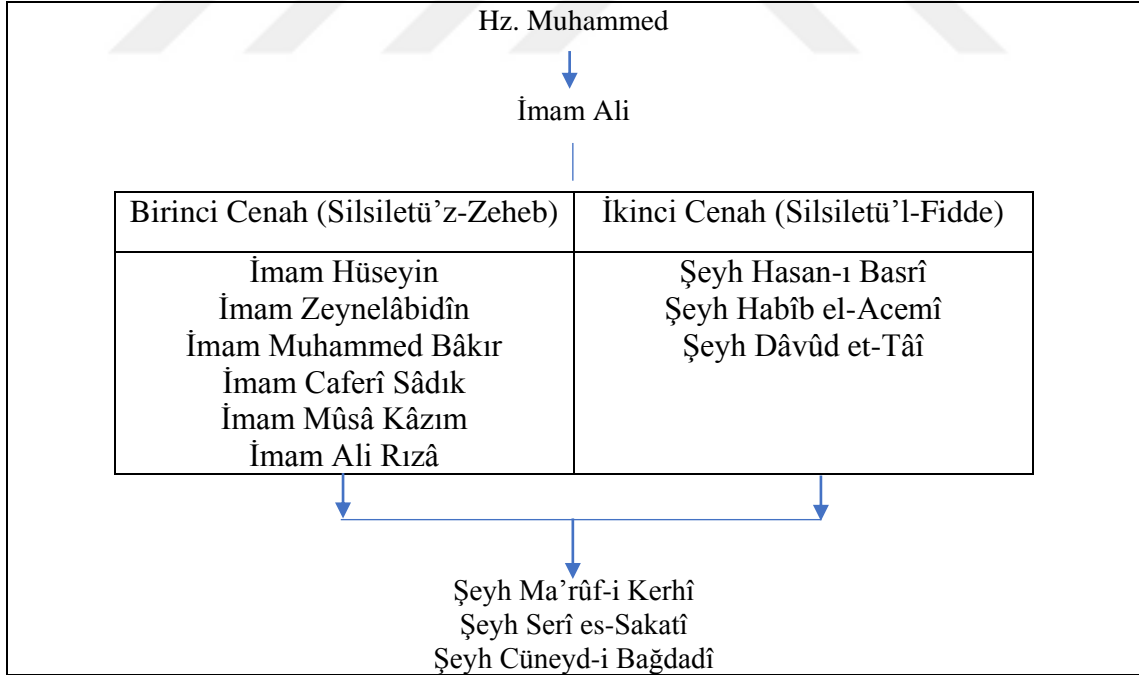 Hz. Muhammed
İmam Ali
Birinci Cenah (Silsiletü’z-Zeheb)
İkinci Cenah (Silsiletü’l-Fidde)
İmam Hüseyin
İmam Zeynelâbidîn
İmam Muhammed Bâkır
İmam Caferî Sâdık
İmam Mûsâ Kâzım
İmam Ali Rızâ
Şeyh Hasan-ı Basrî
Şeyh Habîb el-Acemî
Şeyh Dâvûd et-Tâî
Şeyh Ma’rûf-i Kerhî
Şeyh Serî es-Sakatî
Şeyh Cüneyd-i Bağdadî